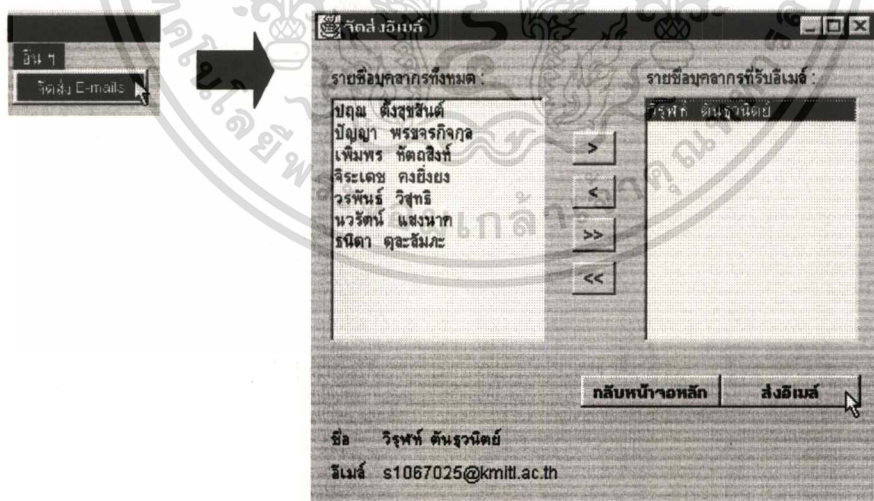 อื่น ๆ
จัดส่ง E-mails
จัดส่งอีเมล์
รายชื่อบุคลากรทั้งหมด :
ปฤณ ตั้งสุขสันต์
ปัญญา พรขจรกิจกุล
เพิ่มพร หัตถสิงห์
จิระเดช คงยิ่งยง
วรพันธ์ วิสุทธิ
นวรัตน์ แสงนาค
ธนิดา ตุละลัมภะ
>
<
>>
<<
รายชื่อบุคลากรที่รับอีเมล์ :
วิรุฬห์ ตันธุวนิตย์
กลับหน้าจอหลัก
ส่งอีเมล์
ชื่อ วิรุฬห์ ตันธุวนิตย์
อีเมล์ s1067025@kmitl.ac.th